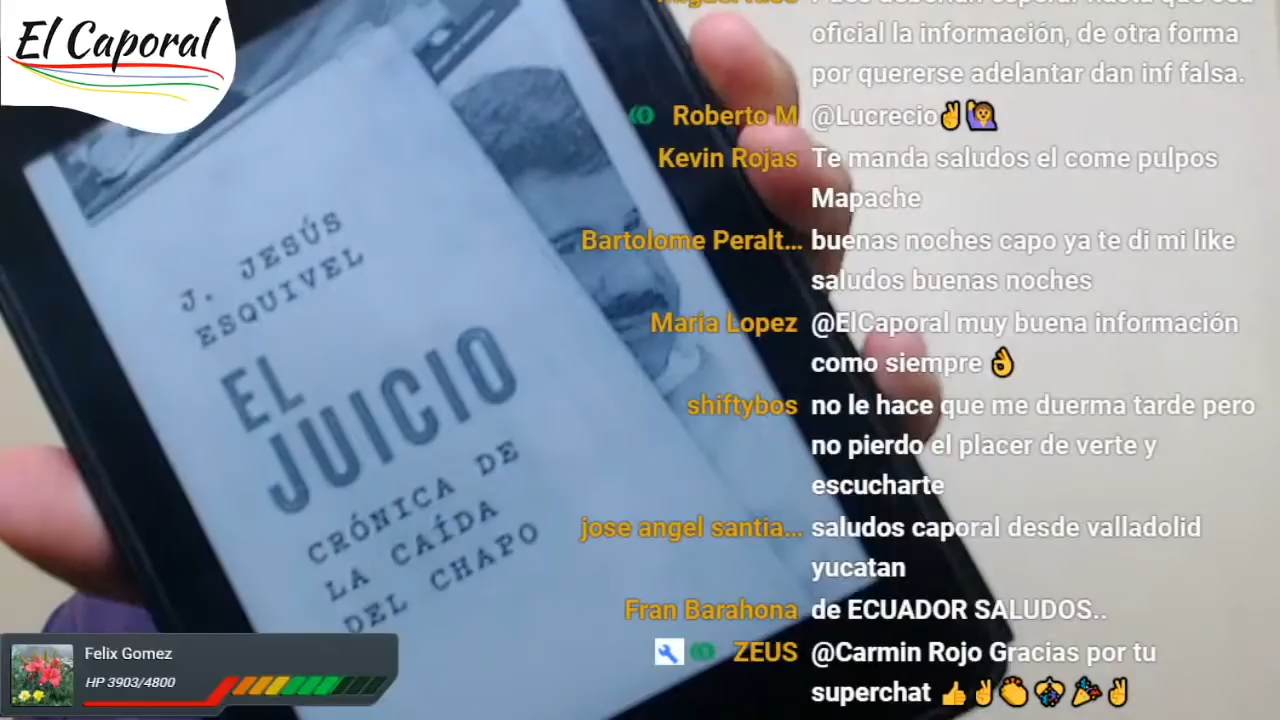 El Caporal
J. JESÚS
ESQUIVEL
EL
JUICIO
CRÓNICA DE
LA CAÍDA
DEL CHAPO
Felix Gomez
HP 3903/4800
oficial la información, de otra forma
por quererse adelantar dan inf falsa.
Roberto M @Lucrecio✌️🙋
Kevin Rojas Te manda saludos el come pulpos
Mapache
Bartolome Peralt... buenas noches capo ya te di mi like
saludos buenas noches
Maria Lopez @ElCaporal muy buena información
como siempre 👌
shiftybos no le hace que me duerma tarde pero
no pierdo el placer de verte y
escucharte
jose angel santia... saludos caporal desde valladolid
yucatan
Fran Barahona de ECUADOR SALUDOS..
ZEUS @Carmin Rojo Gracias por tu
superchat 👍✌️👏🎊🎉✌️